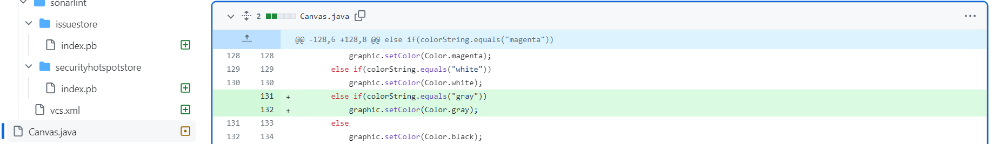 sonarlint
issuestore
index.pb
securityhotspotstore
index.pb
vcs.xml
Canvas.java
2 Canvas.java
@@ -128,6 +128,8 @@ else if(colorString.equals("magenta"))
128 128 graphic.setColor(Color.magenta);
129 129 else if(colorString.equals("white"))
130 130 graphic.setColor(Color.white);
131 + else if(colorString.equals("gray"))
132 + graphic.setColor(Color.gray);
131 133 else
132 134 graphic.setColor(Color.black);